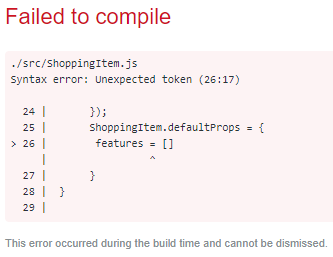 Failed to compile
./src/ShoppingItem.js
Syntax error: Unexpected token (26:17)
  24 |       });
  25 |       ShoppingItem.defaultProps = {
> 26 |        features = []
     |                 ^
  27 |       }
  28 |  }
  29 |
This error occurred during the build time and cannot be dismissed.